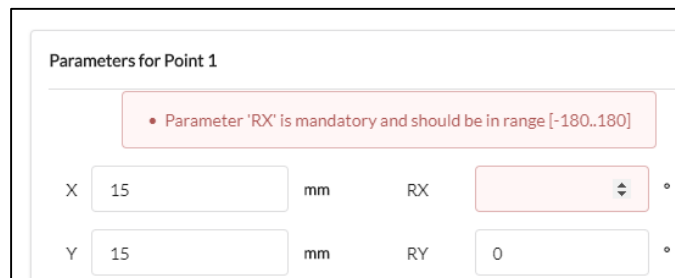 Parameters for Point 1
• Parameter 'RX' is mandatory and should be in range [-180..180]
X 15 mm RX °
Y 15 mm RY 0 °